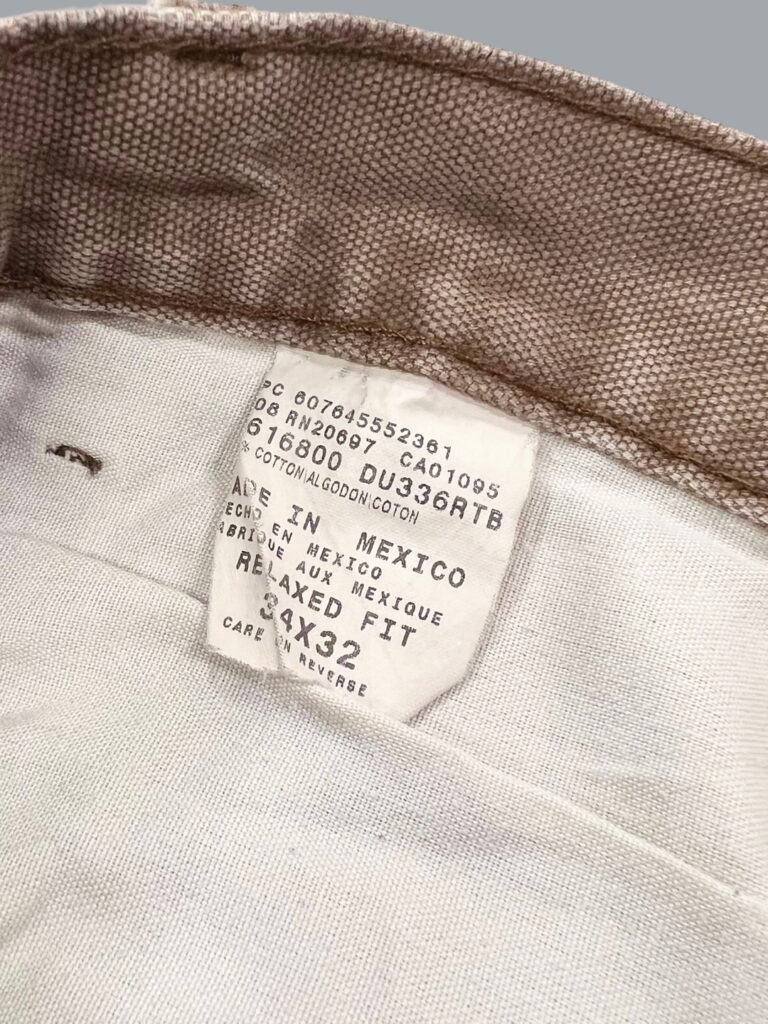 PC 607645552361
08 RN20697 CA01095
616800 DU336RTB
% COTTON|ALGODON|COTON
ADE IN MEXICO
ECHO EN MEXICO
ABRIQUE AUX MEXIQUE
RELAXED FIT
34X32
CARE ON REVERSE